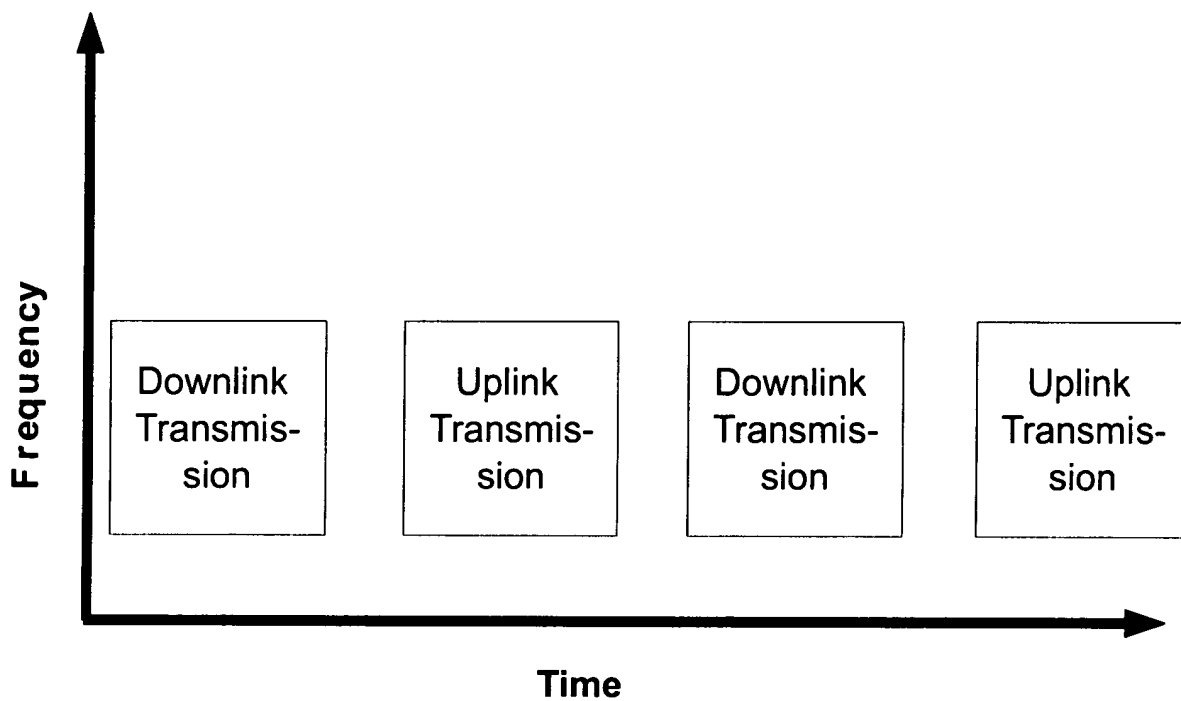 Frequency
Downlink
Transmis-
sion
Uplink
Transmis-
sion
Downlink
Transmis-
sion
Uplink
Transmis-
sion
Time